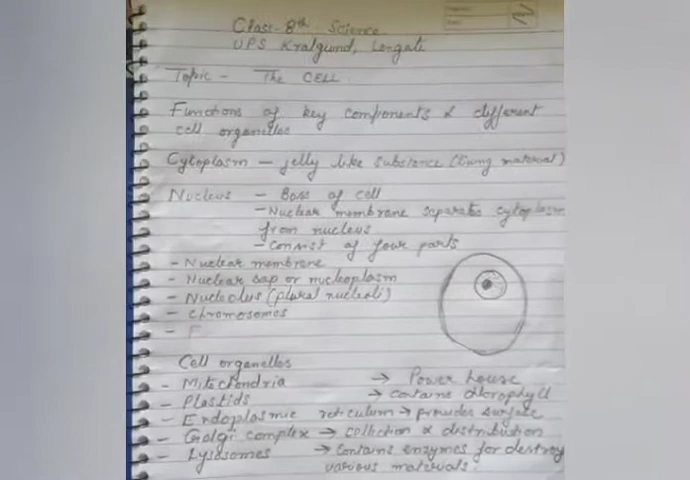 Class- 8th Science
UPS Kralgund, Langate
Topic - The CELL.
Functions of key components & different
cell organelles
Cytoplasm - jelly like substance (living material)
Nucleus - Boss of cell
- Nuclear membrane separates cytoplasm
from nucleus
- Consist of four parts
- Nuclear membrane
- Nuclear sap or nucleoplasm
- Nucleolus (plural nucleoli)
- Chromosomes
-
Cell organelles
- Mitochondria → Power house
- Plastids → contains chlorophyll
- Endoplasmic reticulum → provides surface
- Golgi complex → collection & distribution
- Lysosomes → contains enzymes for destroy
various materials.